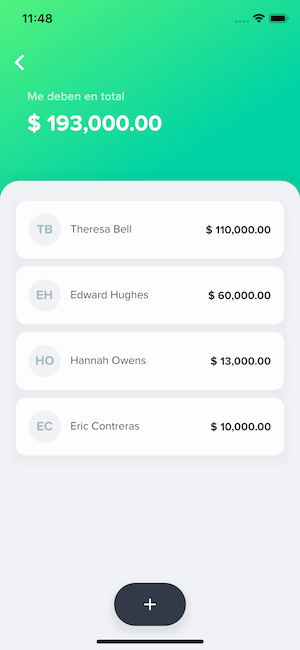 11:48
Me deben en total
$ 193,000.00
TB Theresa Bell $ 110,000.00
EH Edward Hughes $ 60,000.00
HO Hannah Owens $ 13,000.00
EC Eric Contreras $ 10,000.00
+